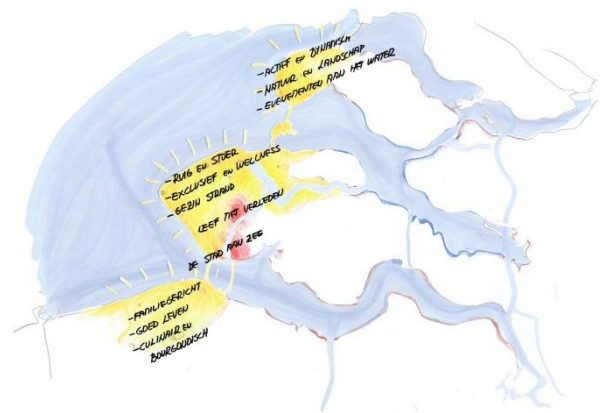 - ACTIEF EN DYNAMISCH
- NATUUR EN LANDSCHAP
- EVENEMENTEN AAN HET WATER
- RUIG EN STOER
- EXCLUSIEF EN WELLNESS
- GEZIN STRAND
LEEF HET VERLEDEN
DE STAD AAN ZEE
- FAMILIEGERICHT
- GOED LEVEN
- CULINAIR EN
BOURGONDISCH